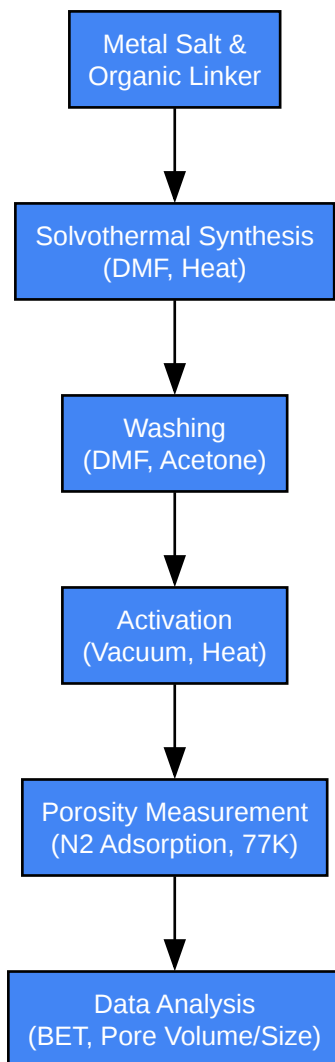 Metal Salt &
Organic Linker
Solvothermal Synthesis
(DMF, Heat)
Washing
(DMF, Acetone)
Activation
(Vacuum, Heat)
Porosity Measurement
(N2 Adsorption, 77K)
Data Analysis
(BET, Pore Volume/Size)